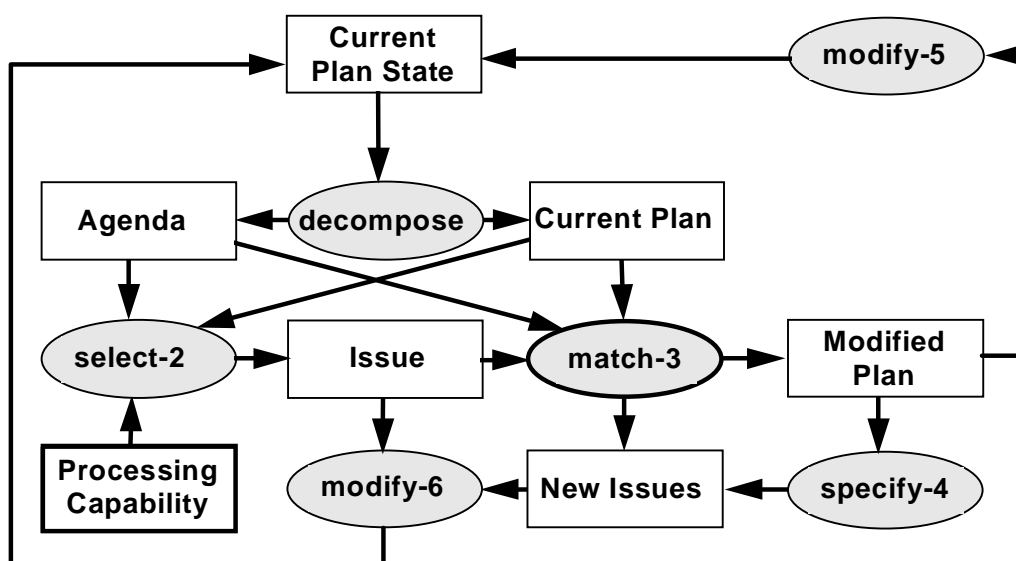 Current
Plan State
modify-5
Agenda
decompose
Current Plan
select-2
Issue
match-3
Modified
Plan
Processing
Capability
modify-6
New Issues
specify-4